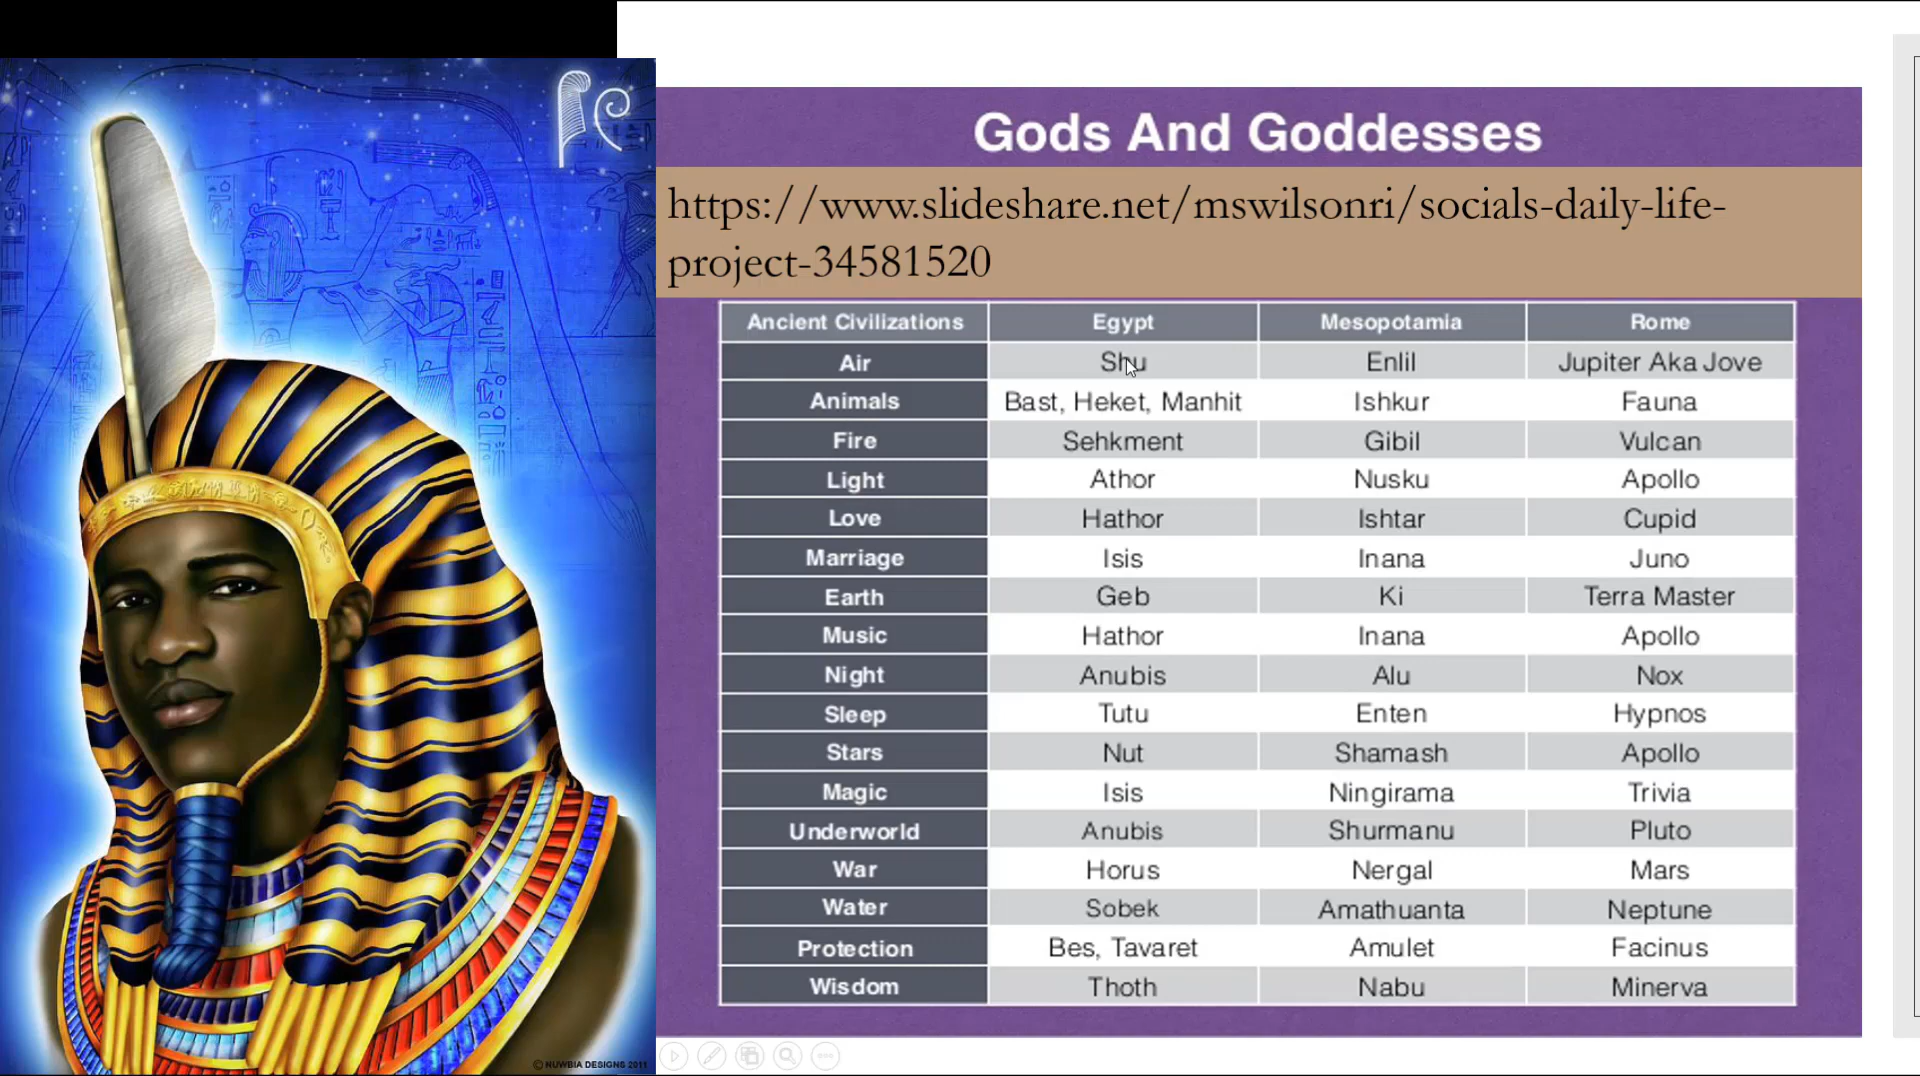 Gods And Goddesses
https://www.slideshare.net/mswilsonri/socials-daily-life-
project-34581520
Ancient Civilizations Egypt Mesopotamia Rome
Air Shu Enlil Jupiter Aka Jove
Animals Bast, Heket, Manhit Ishkur Fauna
Fire Sehkment Gibil Vulcan
Light Athor Nusku Apollo
Love Hathor Ishtar Cupid
Marriage Isis Inana Juno
Earth Geb Ki Terra Master
Music Hathor Inana Apollo
Night Anubis Alu Nox
Sleep Tutu Enten Hypnos
Stars Nut Shamash Apollo
Magic Isis Ningirama Trivia
Underworld Anubis Shurmanu Pluto
War Horus Nergal Mars
Water Sobek Amathuanta Neptune
Protection Bes, Tavaret Amulet Facinus
Wisdom Thoth Nabu Minerva
© NUWBIA DESIGNS 2011